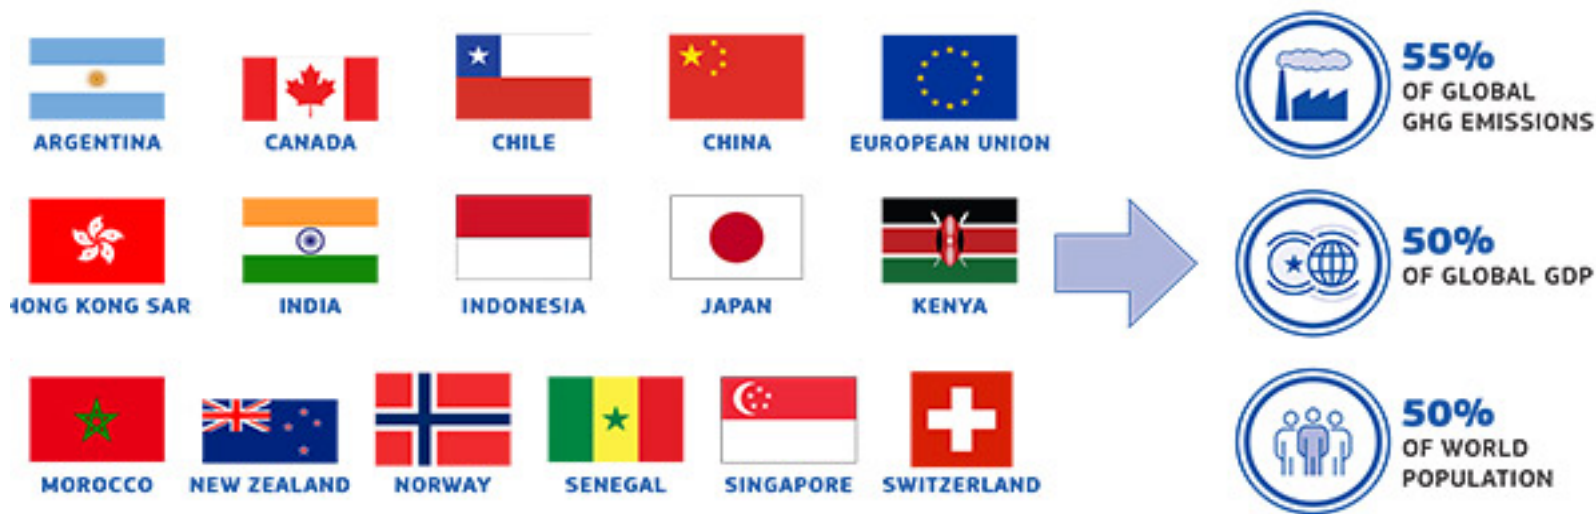 ARGENTINA
CANADA
CHILE
CHINA
EUROPEAN UNION
HONG KONG SAR
INDIA
INDONESIA
JAPAN
KENYA
MOROCCO
NEW ZEALAND
NORWAY
SENEGAL
SINGAPORE
SWITZERLAND
55%
OF GLOBAL
GHG EMISSIONS
50%
OF GLOBAL GDP
50%
OF WORLD
POPULATION